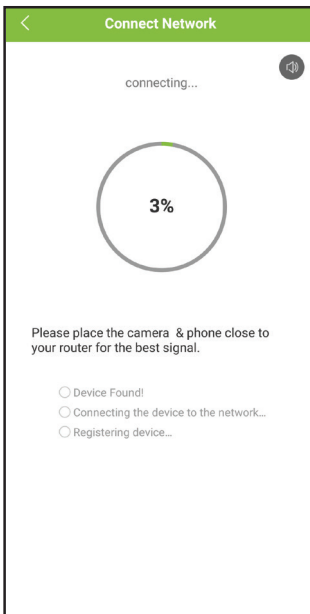 Connect Network
connecting...
3%
Please place the camera & phone close to
your router for the best signal.
Device Found!
Connecting the device to the network...
Registering device...